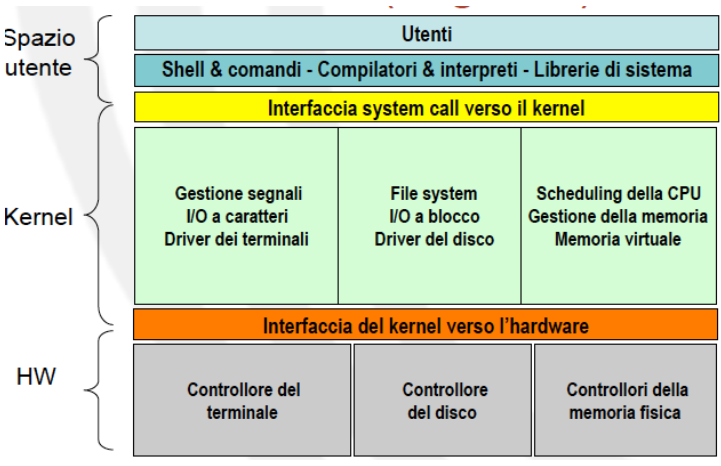 Spazio
utente
Utenti
Shell & comandi - Compilatori & interpreti - Librerie di sistema
Interfaccia system call verso il kernel
Kernel
Gestione segnali
I/O a caratteri
Driver dei terminali
File system
I/O a blocco
Driver del disco
Scheduling della CPU
Gestione della memoria
Memoria virtuale
Interfaccia del kernel verso l'hardware
HW
Controllore del
terminale
Controllore
del disco
Controllori della
memoria fisica